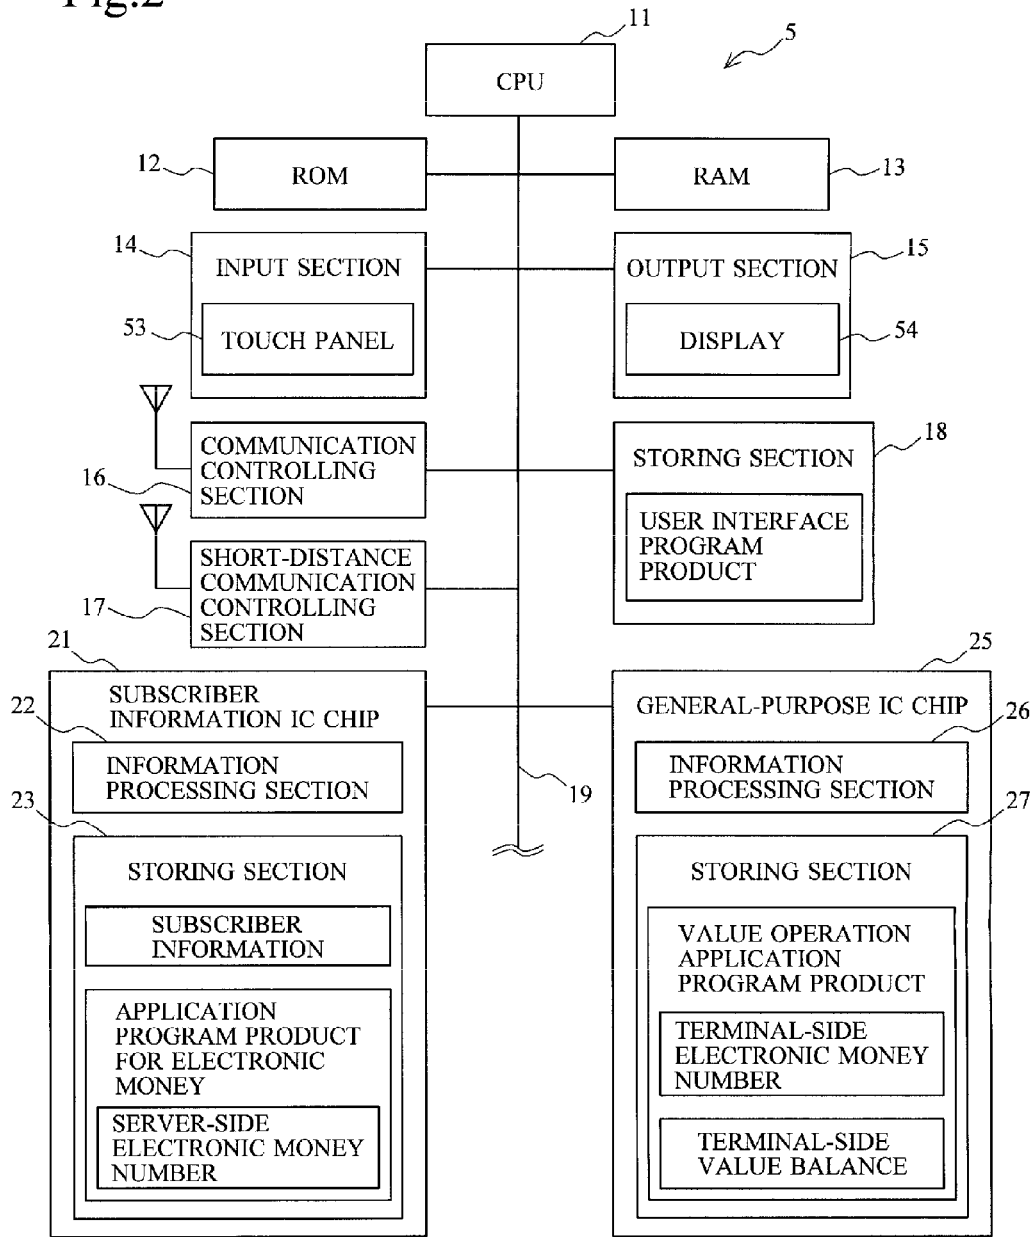 Fig.2
11
5
CPU
12
ROM
RAM
13
14
INPUT SECTION
OUTPUT SECTION
15
53
TOUCH PANEL
DISPLAY
54
COMMUNICATION
CONTROLLING
SECTION
16
STORING SECTION
18
USER INTERFACE
PROGRAM
PRODUCT
SHORT-DISTANCE
COMMUNICATION
CONTROLLING
SECTION
17
21
SUBSCRIBER
INFORMATION IC CHIP
22
INFORMATION
PROCESSING SECTION
23
STORING SECTION
SUBSCRIBER
INFORMATION
APPLICATION
PROGRAM PRODUCT
FOR ELECTRONIC
MONEY
SERVER-SIDE
ELECTRONIC MONEY
NUMBER
19
25
GENERAL-PURPOSE IC CHIP
26
INFORMATION
PROCESSING SECTION
27
STORING SECTION
VALUE OPERATION
APPLICATION
PROGRAM PRODUCT
TERMINAL-SIDE
ELECTRONIC MONEY
NUMBER
TERMINAL-SIDE
VALUE BALANCE